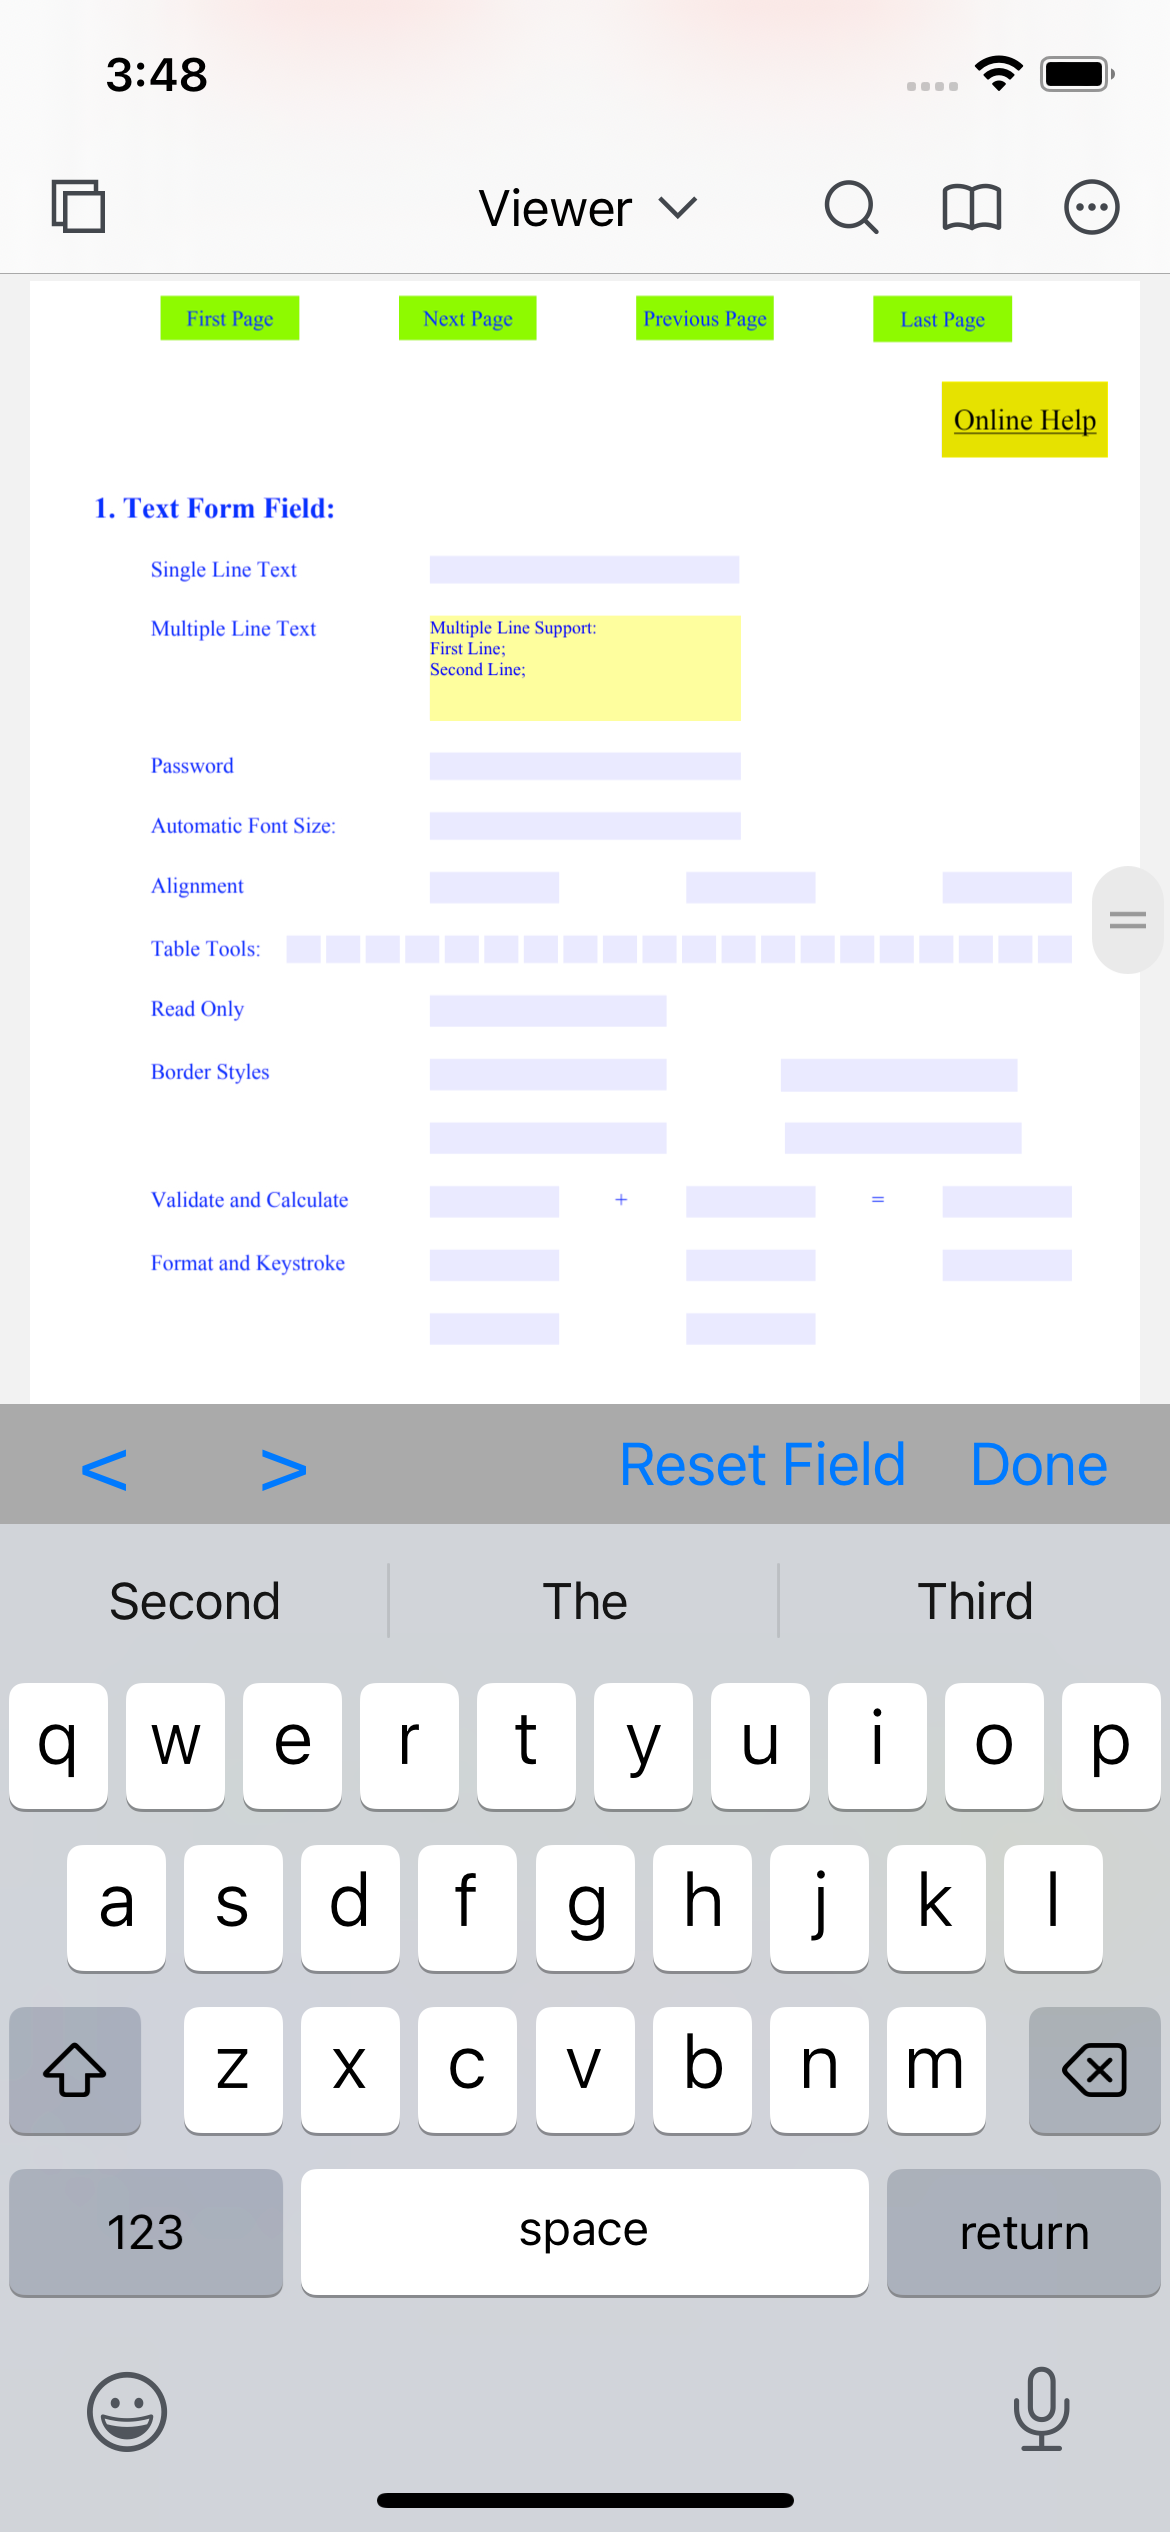 3:48
Viewer
First Page Next Page Previous Page Last Page
Online Help
1. Text Form Field:
Single Line Text
Multiple Line Text
Multiple Line Support:
First Line;
Second Line;
Password
Automatic Font Size:
Alignment
Table Tools:
Read Only
Border Styles
Validate and Calculate + =
Format and Keystroke
< > Reset Field Done
Second The Third
q w e r t y u i o p
a s d f g h j k l
z x c v b n m
123 space return